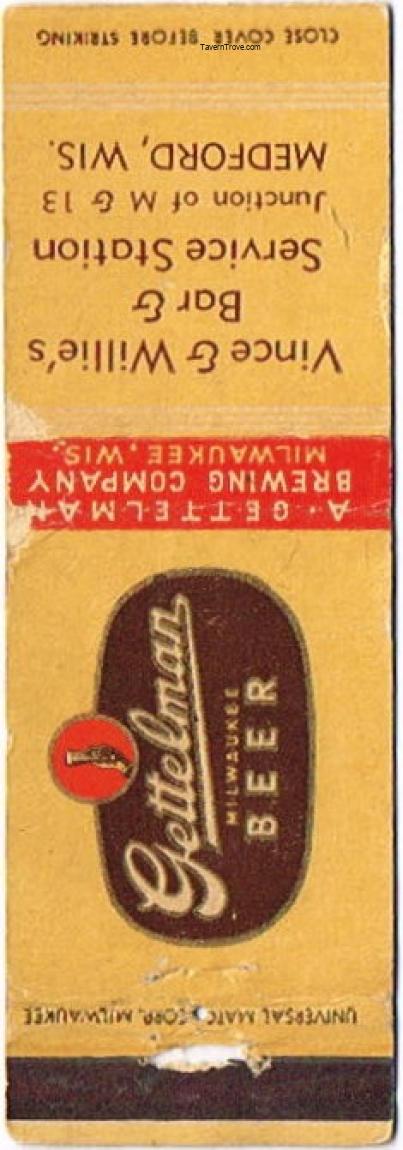 CLOSE COVER BEFORE STRIKING
TavernTrove.com
Vince & Willie's
Bar &
Service Station
Junction of M & 13
MEDFORD, WIS.
A·GETTELMAN
BREWING COMPANY
MILWAUKEE, WIS.
Gettelman
MILWAUKEE
BEER
UNIVERSAL MATCH CORP. MILWAUKEE